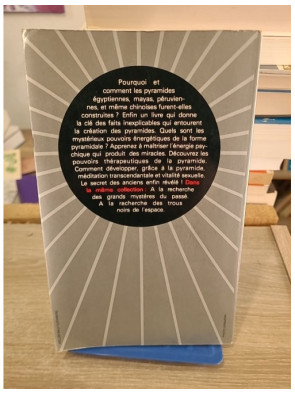 Pourquoi et
comment les pyramides
égyptiennes, mayas, péruvien-
nes, et même chinoises furent-elles
construites ? Enfin un livre qui donne
la clé des faits inexplicables qui entourent
la création des pyramides. Quels sont les
mystérieux pouvoirs énergétiques de la forme
pyramidale ? Apprenez à maîtriser l'énergie psy-
chique qui produit des miracles. Découvrez les
pouvoirs thérapeutiques de la pyramide.
Comment développer, grâce à la pyramide,
méditation transcendantale et vitalité sexuelle.
Le secret des anciens enfin révélé ! Dans
la même collection : A la recherche
des grands mystères du passé.
A la recherche des trous
noirs de l'espace.